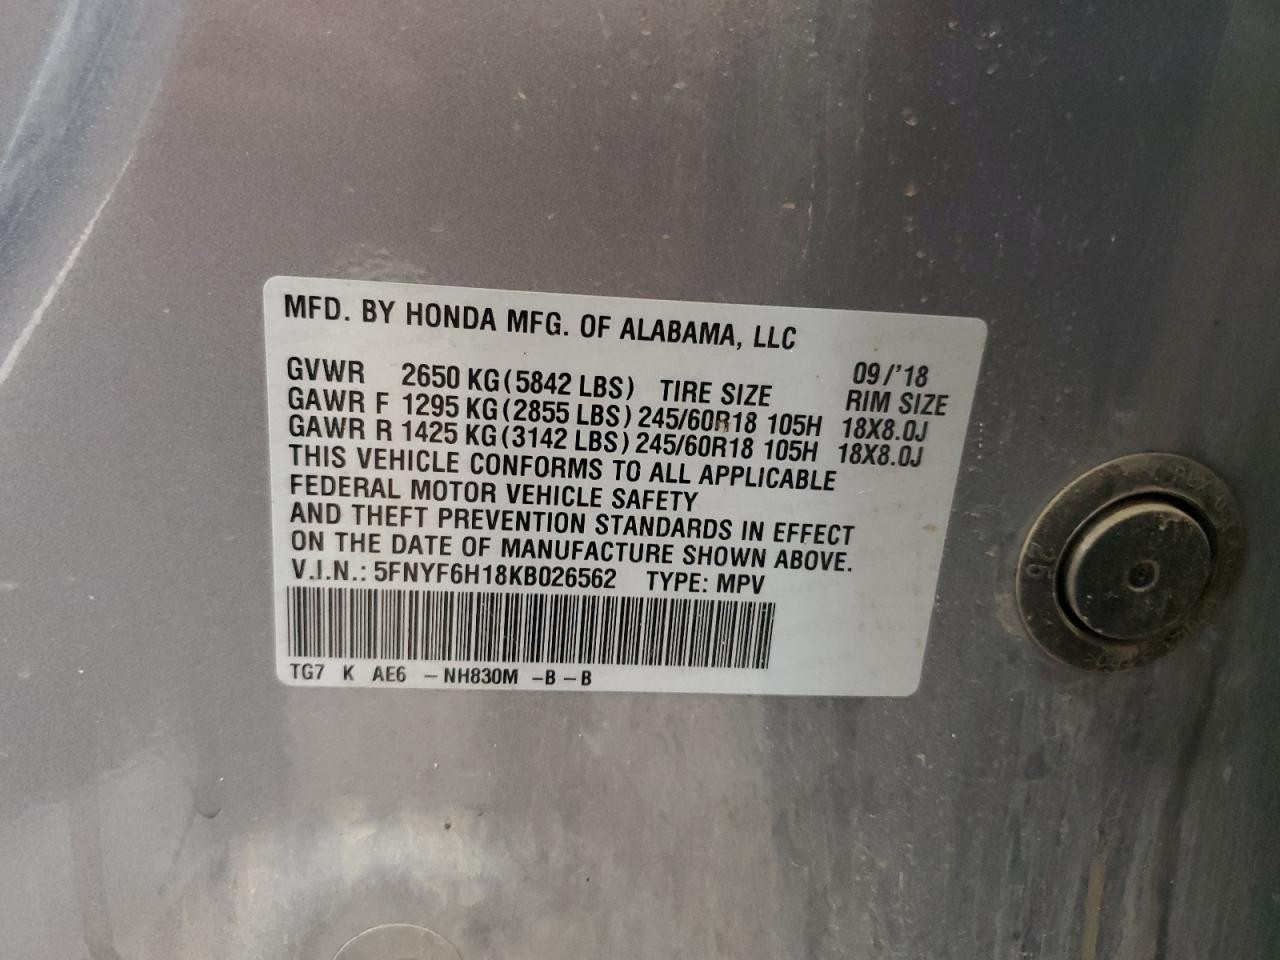 MFD. BY HONDA MFG. OF ALABAMA, LLC
09/'18
GVWR 2650 KG(5842 LBS) TIRE SIZE RIM SIZE
GAWR F 1295 KG(2855 LBS) 245/60R18 105H 18X8.0J
GAWR R 1425 KG(3142 LBS) 245/60R18 105H 18X8.0J
THIS VEHICLE CONFORMS TO ALL APPLICABLE
FEDERAL MOTOR VEHICLE SAFETY
AND THEFT PREVENTION STANDARDS IN EFFECT
ON THE DATE OF MANUFACTURE SHOWN ABOVE.
V.I.N.: 5FNYF6H18KB026562 TYPE: MPV
TG7 K AE6 – NH830M – B – B
25